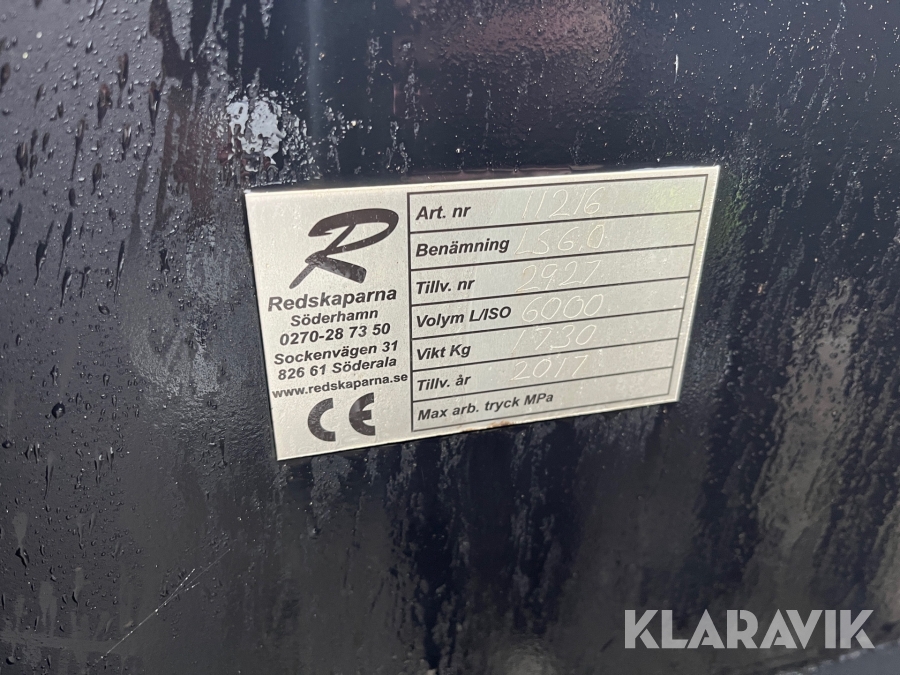 R
Redskaparna
Söderhamn
0270-28 73 50
Sockenvägen 31
826 61 Söderala
www.redskaparna.se
CE
Art. nr 11216
Benämning LS6,0
Tillv. nr 2927
Volym L/ISO 6000
Vikt Kg 1730
Tillv. år 2017
Max arb. tryck MPa
KLARAVIK